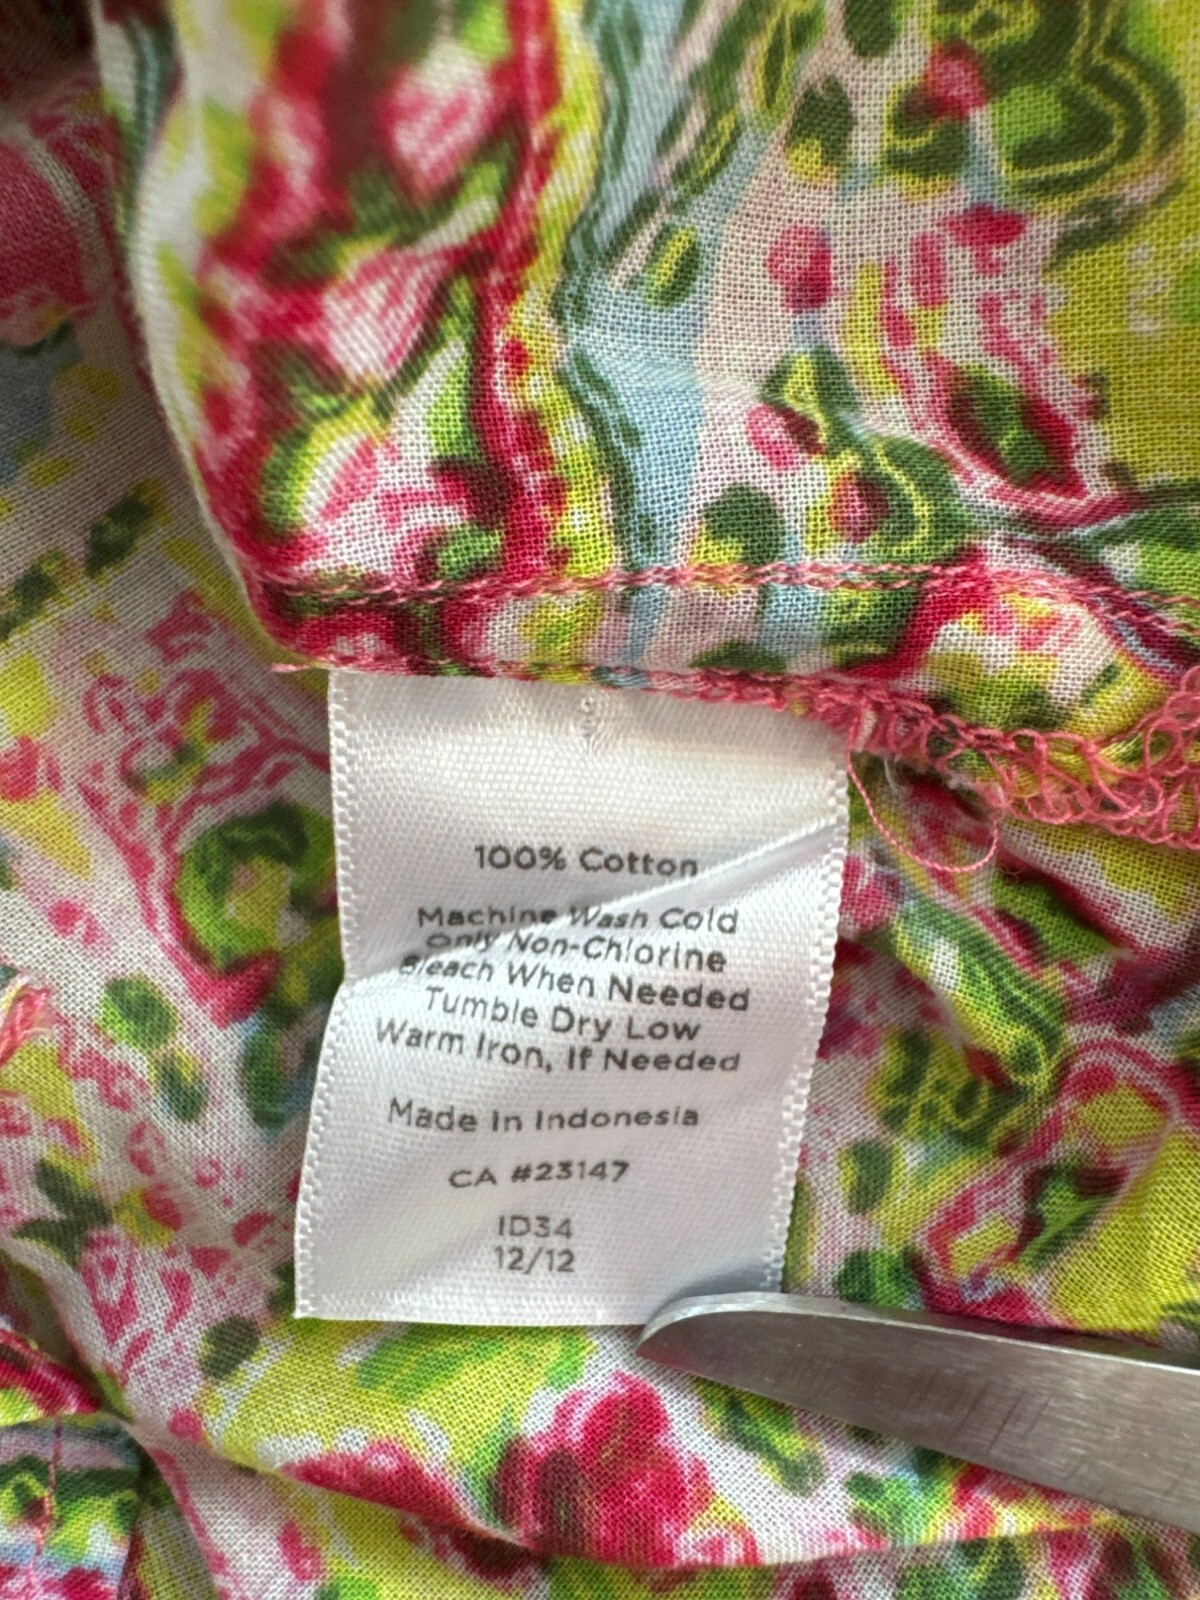 100% Cotton
Machine Wash Cold
only Non-Chlorine
Bleach When Needed
Tumble Dry Low
Warm Iron, If Needed
Made In Indonesia
CA #23147
ID34
12/12